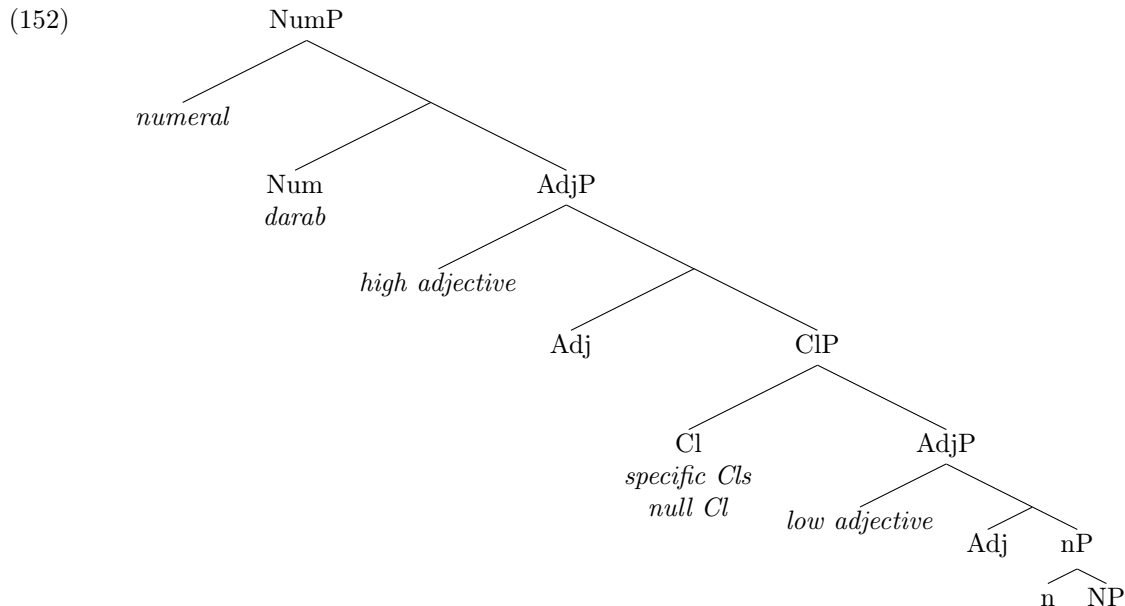 (152) NumP
numeral
Num AdjP
darab
high adjective
Adj ClP
Cl AdjP
specific Cls
null Cl low adjective
Adj nP
n NP